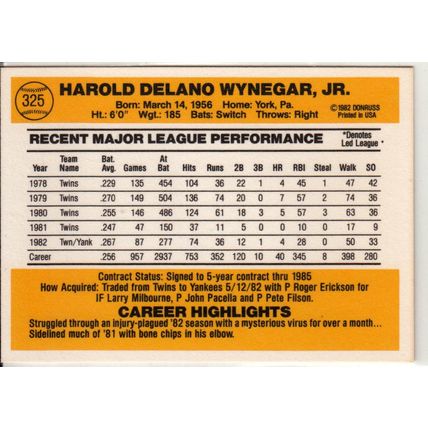 325
HAROLD DELANO WYNEGAR, JR.
Born: March 14, 1956 Home: York, Pa.
Ht.: 6'0" Wgt.: 185 Bats: Switch Throws: Right
©1982 DONRUSS
Printed in USA
RECENT MAJOR LEAGUE PERFORMANCE
*Denotes
Led League *
Year Team Name Bat. Avg. Games At Bat Hits Runs 2B 3B HR RBI Steal Walk SO
1978 Twins .229 135 454 104 36 22 1 4 45 1 47 42
1979 Twins .270 149 504 136 74 20 0 7 57 2 74 36
1980 Twins .255 146 486 124 61 18 3 5 57 3 63 36
1981 Twins .247 47 150 37 11 5 0 0 10 0 17 9
1982 Twn/Yank .267 87 277 74 36 13 1 4 28 0 50 33
Career .256 957 2937 753 352 120 10 40 345 8 398 280
Contract Status: Signed to 5-year contract thru 1985
How Acquired: Traded from Twins to Yankees 5/12/82 with P Roger Erickson for
IF Larry Milbourne, P John Pacella and P Pete Filson.
CAREER HIGHLIGHTS
Struggled through an injury-plagued '82 season with a mysterious virus for over a month...
Sidelined much of '81 with bone chips in his elbow.